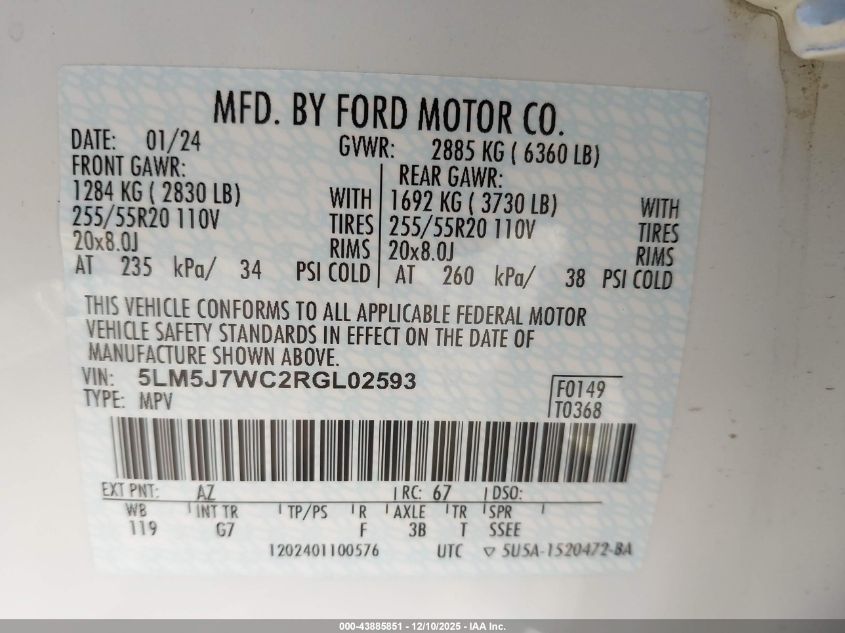 MFD. BY FORD MOTOR CO.
DATE: 01/24 GVWR: 2885 KG ( 6360 LB)
FRONT GAWR: REAR GAWR:
1284 KG ( 2830 LB) WITH 1692 KG ( 3730 LB) WITH
255/55R20 110V TIRES 255/55R20 110V TIRES
20x8.0J RIMS 20x8.0J RIMS
AT 235 kPa/ 34 PSI COLD AT 260 kPa/ 38 PSI COLD
THIS VEHICLE CONFORMS TO ALL APPLICABLE FEDERAL MOTOR
VEHICLE SAFETY STANDARDS IN EFFECT ON THE DATE OF
MANUFACTURE SHOWN ABOVE.
VIN: 5LM5J7WC2RGL02593 F0149
TYPE: MPV T0368
EXT PNT: AZ RC: 67 DSO:
WB INT TR TP/PS R AXLE TR SPR
119 G7 F 3B T SSEE
1202401100576 UTC ▽ 5U5A-1520472-BA
000-43885851 — 12/10/2025 — IAA Inc.